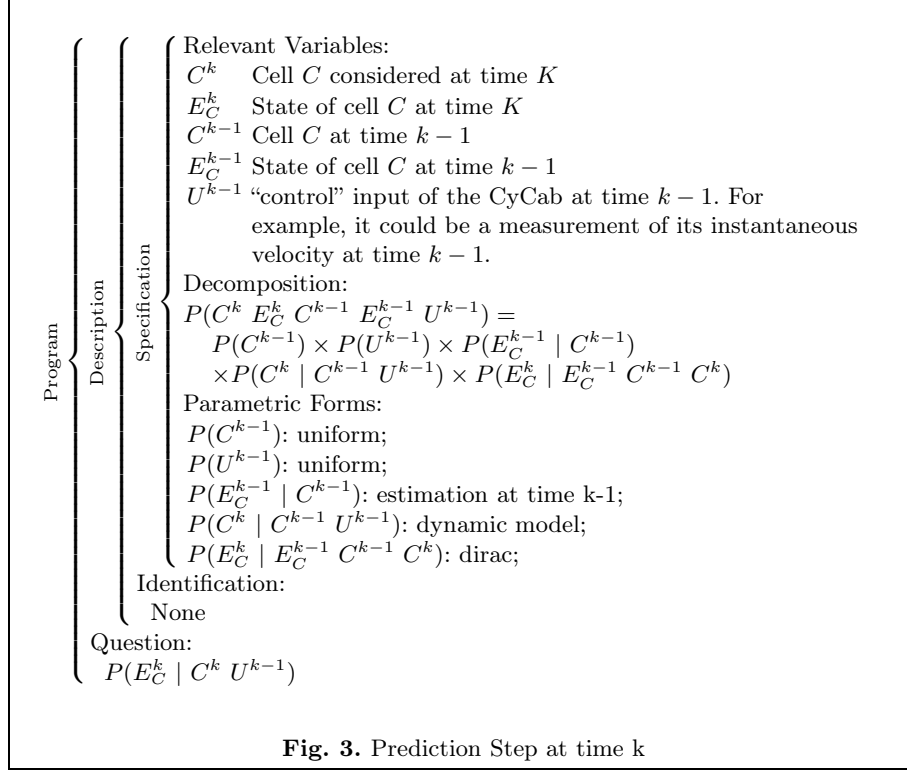 Relevant Variables:
C^k Cell C considered at time K
E_C^k State of cell C at time K
C^{k−1} Cell C at time k − 1
E_C^{k−1} State of cell C at time k − 1
U^{k−1} “control” input of the CyCab at time k − 1. For
example, it could be a measurement of its instantaneous
velocity at time k − 1.
Decomposition:
P(C^k E_C^k C^{k−1} E_C^{k−1} U^{k−1}) =
P(C^{k−1}) × P(U^{k−1}) × P(E_C^{k−1} | C^{k−1})
×P(C^k | C^{k−1} U^{k−1}) × P(E_C^k | E_C^{k−1} C^{k−1} C^k)
Parametric Forms:
P(C^{k−1}): uniform;
P(U^{k−1}): uniform;
P(E_C^{k−1} | C^{k−1}): estimation at time k-1;
P(C^k | C^{k−1} U^{k−1}): dynamic model;
P(E_C^k | E_C^{k−1} C^{k−1} C^k): dirac;
Specification
Identification:
None
Description
Question:
P(E_C^k | C^k U^{k−1})
Program
Fig. 3. Prediction Step at time k